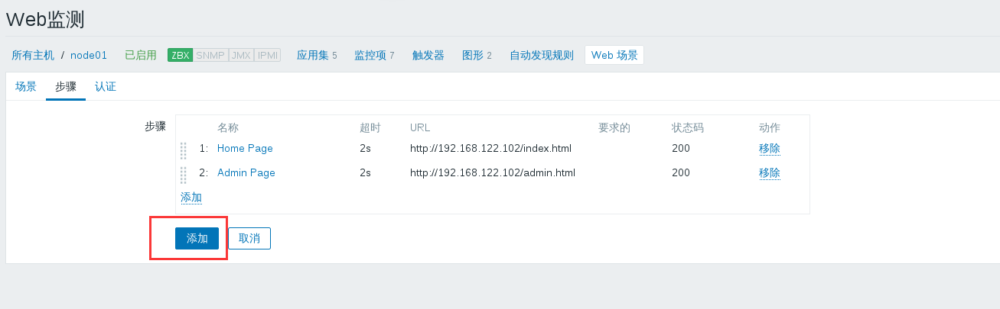 Web监测
所有主机 / node01 已启用 ZBX SNMP JMX IPMI 应用集 5 监控项 7 触发器 图形 2 自动发现规则 Web 场景
场景 步骤 认证
步骤 名称 超时 URL 要求的 状态码 动作
1: Home Page 2s http://192.168.122.102/index.html 200 移除
2: Admin Page 2s http://192.168.122.102/admin.html 200 移除
添加
添加 取消